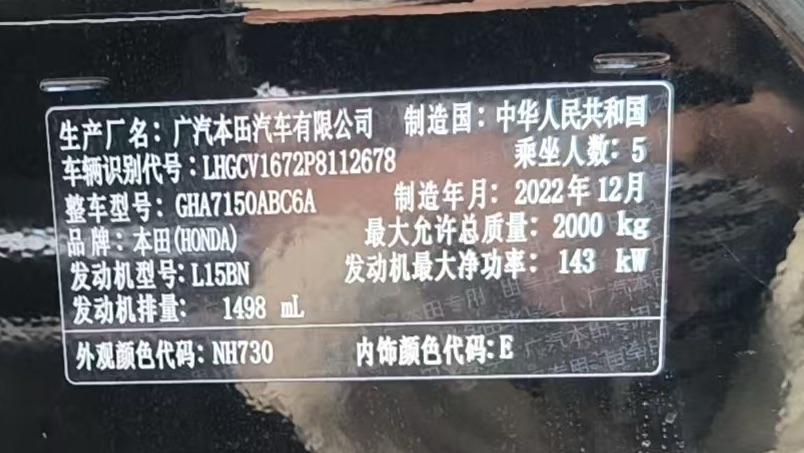 生产厂名：广汽本田汽车有限公司 制造国：中华人民共和国
车辆识别代号：LHGCV1672P8112678 乘坐人数：5
整车型号：GHA7150ABC6A 制造年月：2022年12月
品牌：本田(HONDA) 最大允许总质量：2000 kg
发动机型号：L15BN 发动机最大净功率：143 kW
发动机排量：1498 mL
外观颜色代码：NH730 内饰颜色代码：E